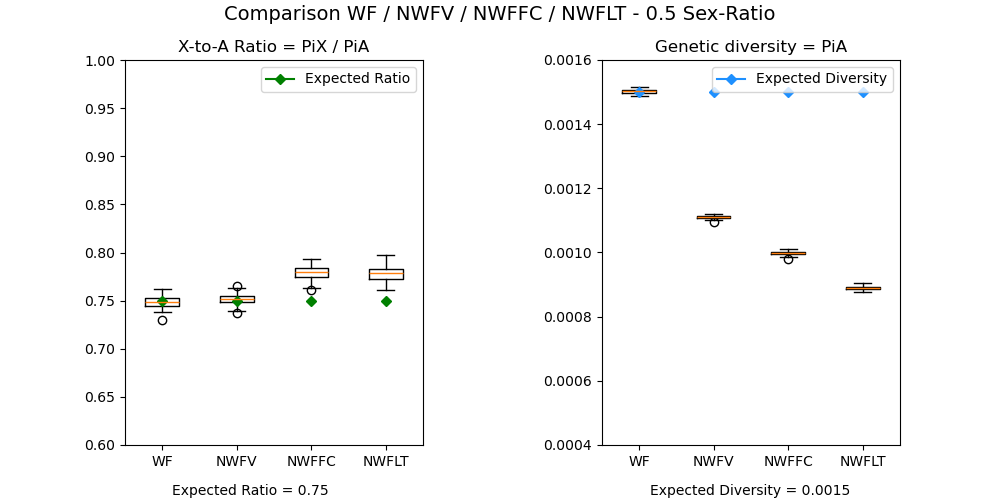 Comparison WF / NWFV / NWFFC / NWFLT - 0.5 Sex-Ratio
X-to-A Ratio = PiX / PiA
Expected Ratio
1.00
0.95
0.90
0.85
0.80
0.75
0.70
0.65
0.60
WF NWFV NWFFC NWFLT
Expected Ratio = 0.75
Genetic diversity = PiA
Expected Diversity
0.0016
0.0014
0.0012
0.0010
0.0008
0.0006
0.0004
WF NWFV NWFFC NWFLT
Expected Diversity = 0.0015